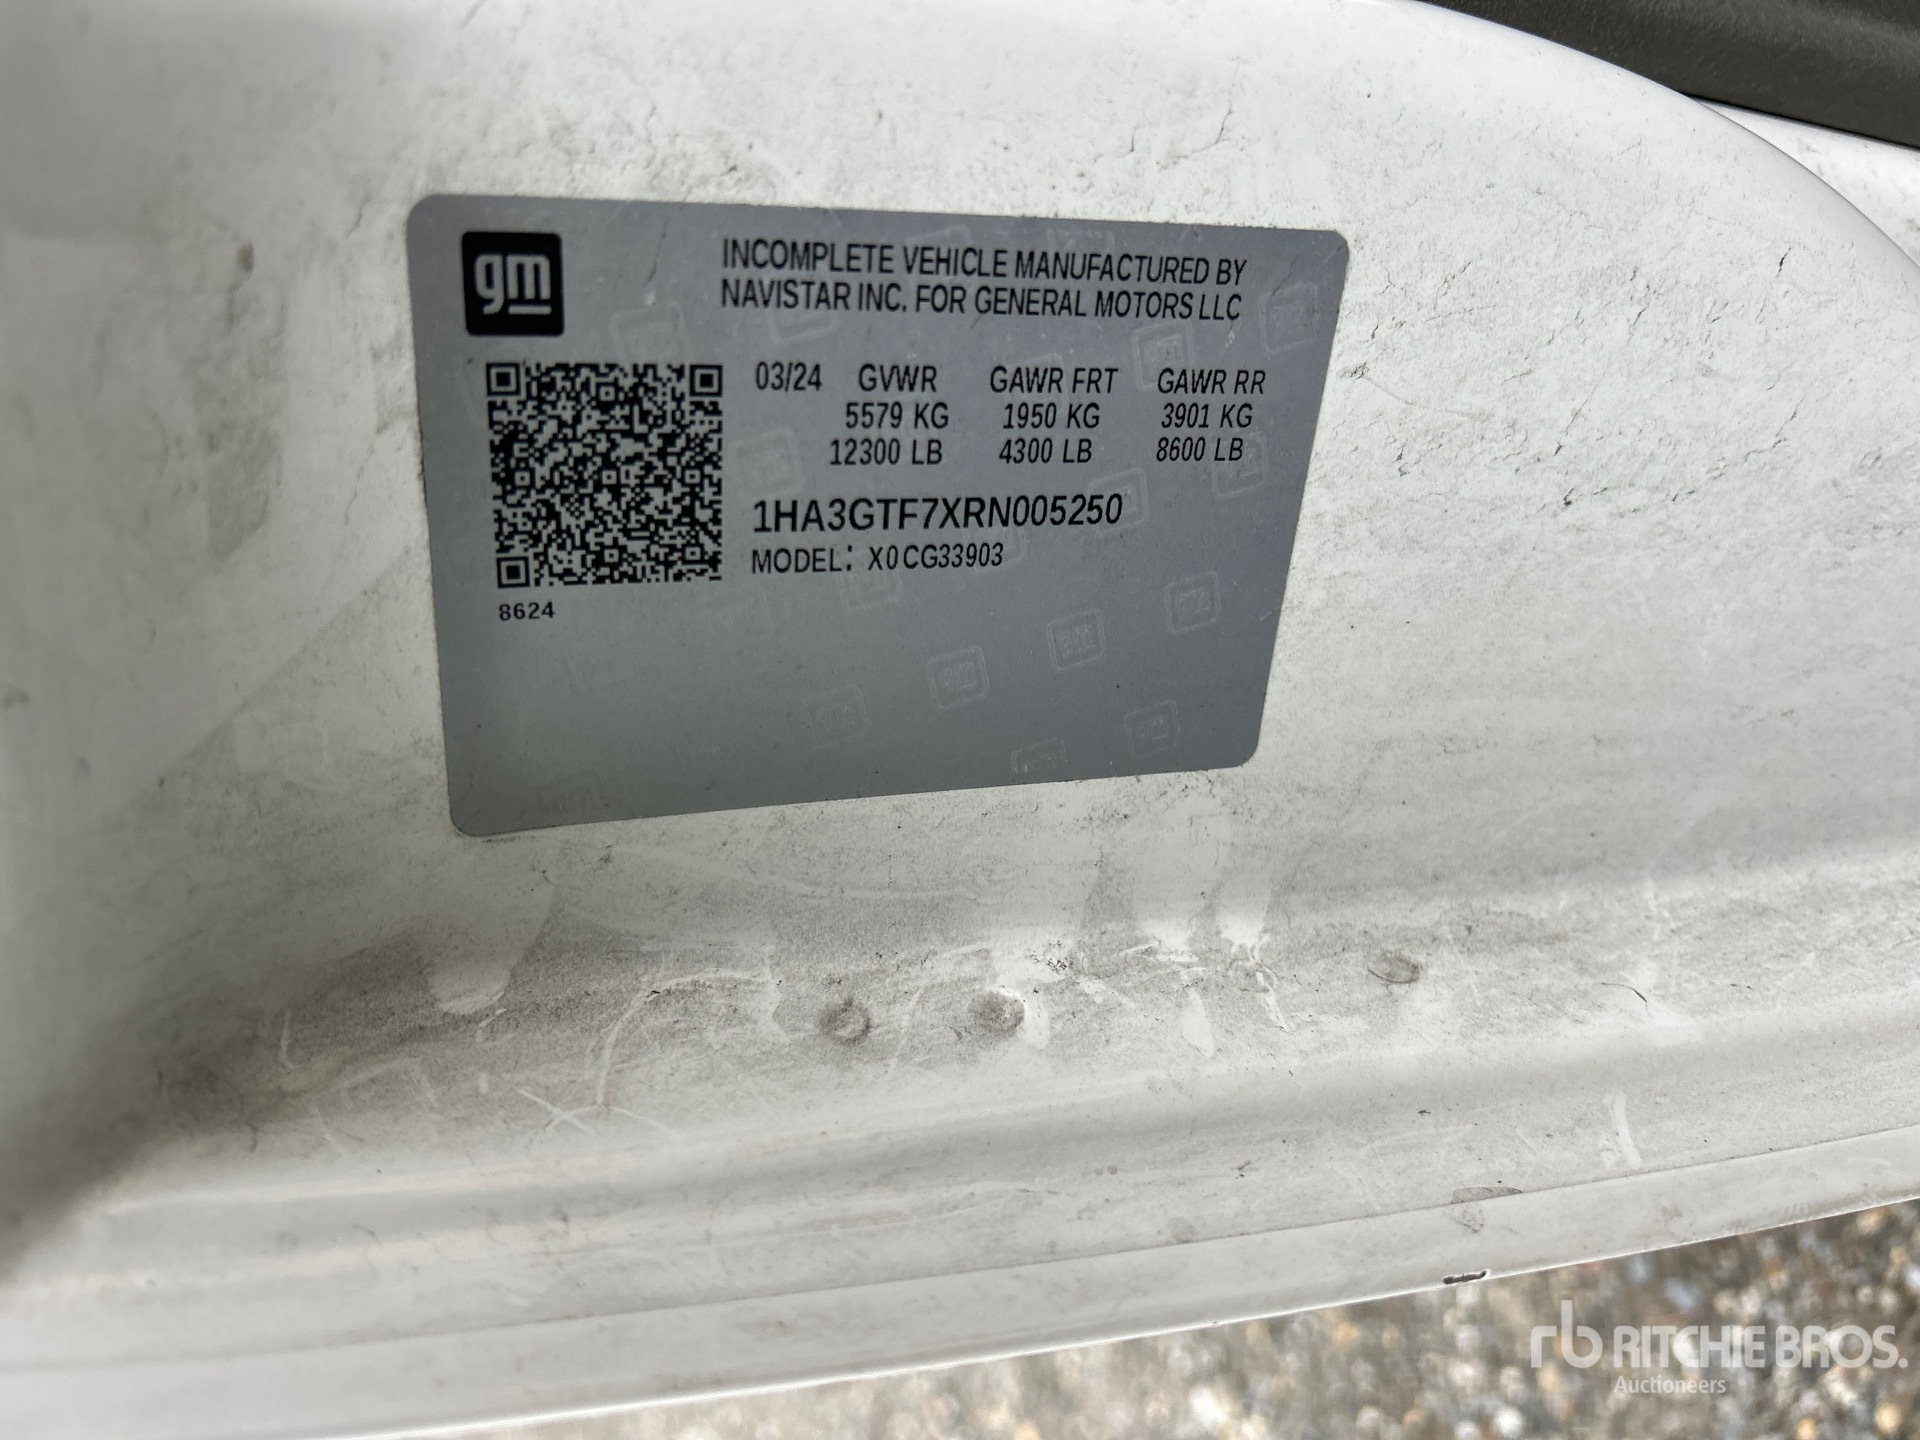 gm
INCOMPLETE VEHICLE MANUFACTURED BY
NAVISTAR INC. FOR GENERAL MOTORS LLC
03/24 GVWR GAWR FRT GAWR RR
5579 KG 1950 KG 3901 KG
12300 LB 4300 LB 8600 LB
1HA3GTF7XRN005250
MODEL: X0CG33903
8624
rb RITCHIE BROS.
Auctioneers